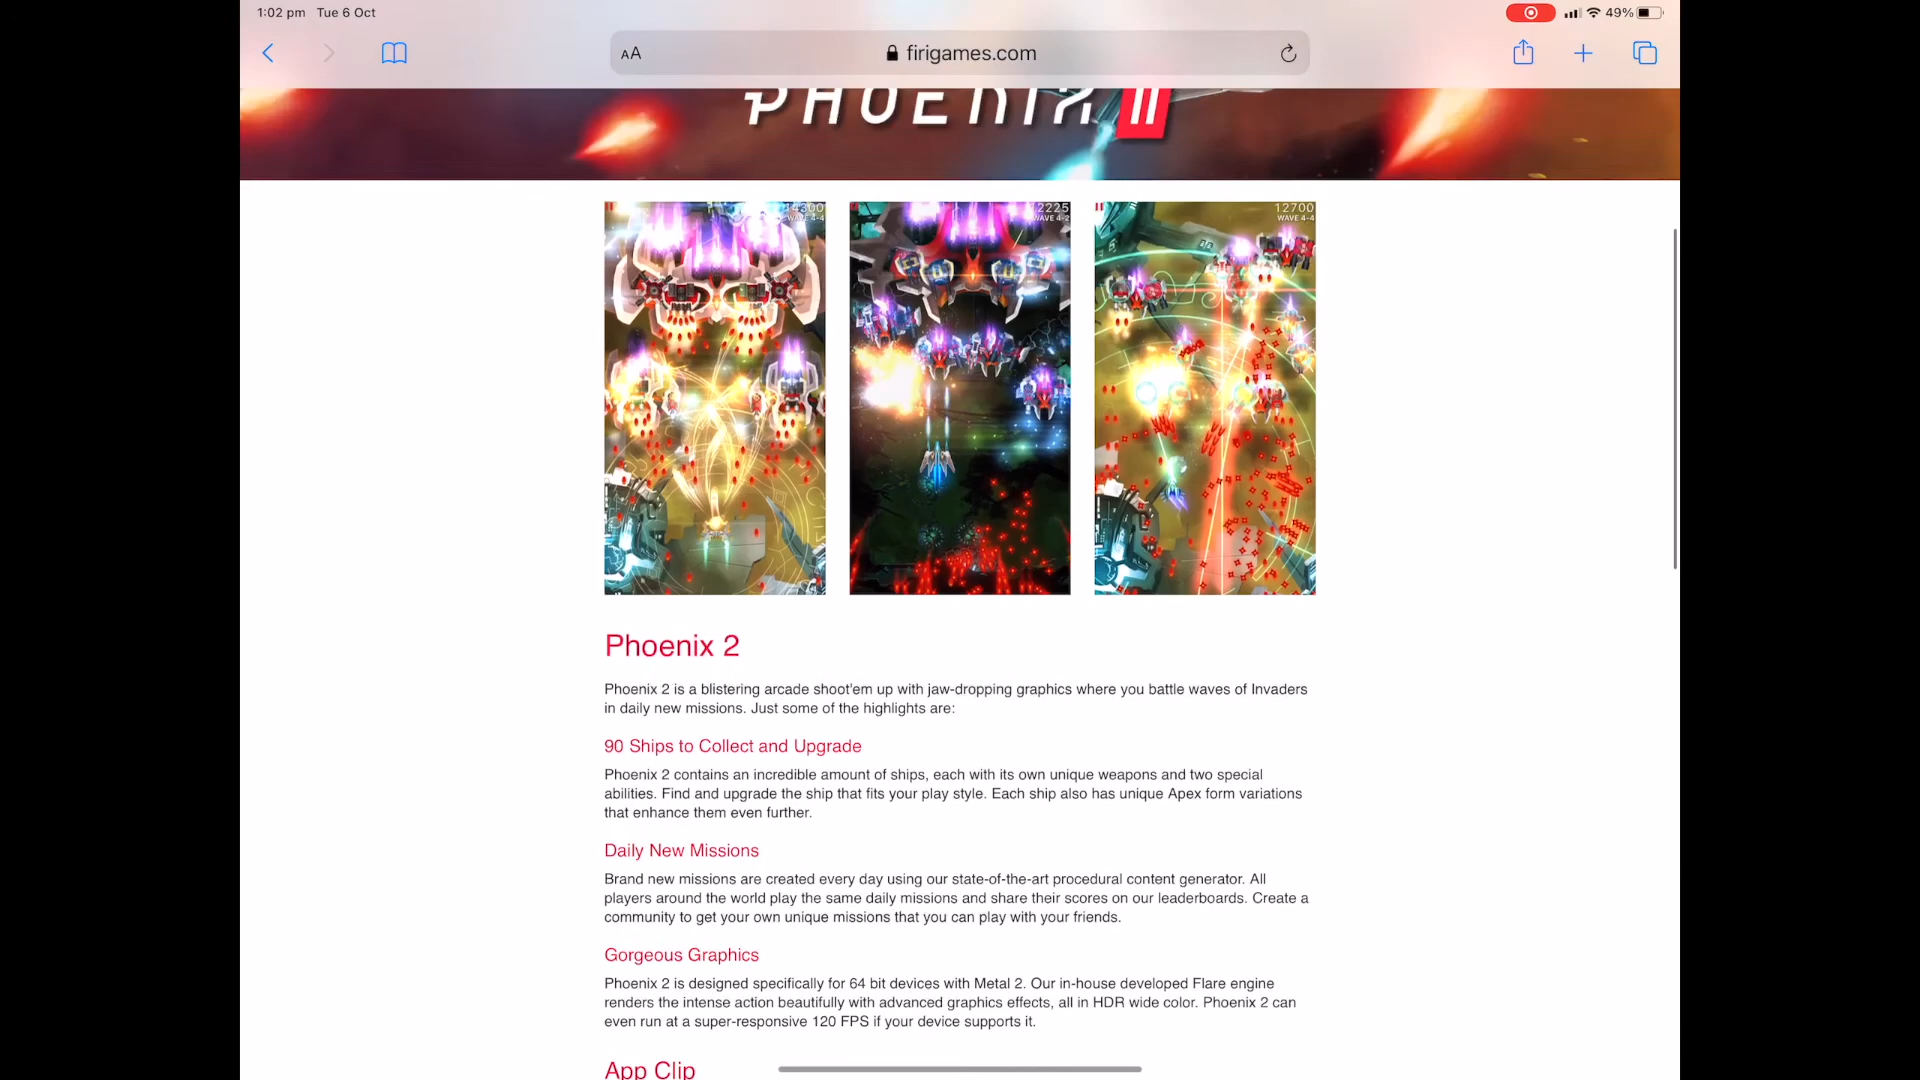 1:02 pm Tue 6 Oct
49%
AA
firigames.com
PHOENIX II
14300
WAVE 4-4
12225
WAVE 4-2
12700
WAVE 4-4
Phoenix 2
Phoenix 2 is a blistering arcade shoot'em up with jaw-dropping graphics where you battle waves of Invaders
in daily new missions. Just some of the highlights are:
90 Ships to Collect and Upgrade
Phoenix 2 contains an incredible amount of ships, each with its own unique weapons and two special
abilities. Find and upgrade the ship that fits your play style. Each ship also has unique Apex form variations
that enhance them even further.
Daily New Missions
Brand new missions are created every day using our state-of-the-art procedural content generator. All
players around the world play the same daily missions and share their scores on our leaderboards. Create a
community to get your own unique missions that you can play with your friends.
Gorgeous Graphics
Phoenix 2 is designed specifically for 64 bit devices with Metal 2. Our in-house developed Flare engine
renders the intense action beautifully with advanced graphics effects, all in HDR wide color. Phoenix 2 can
even run at a super-responsive 120 FPS if your device supports it.
App Clip